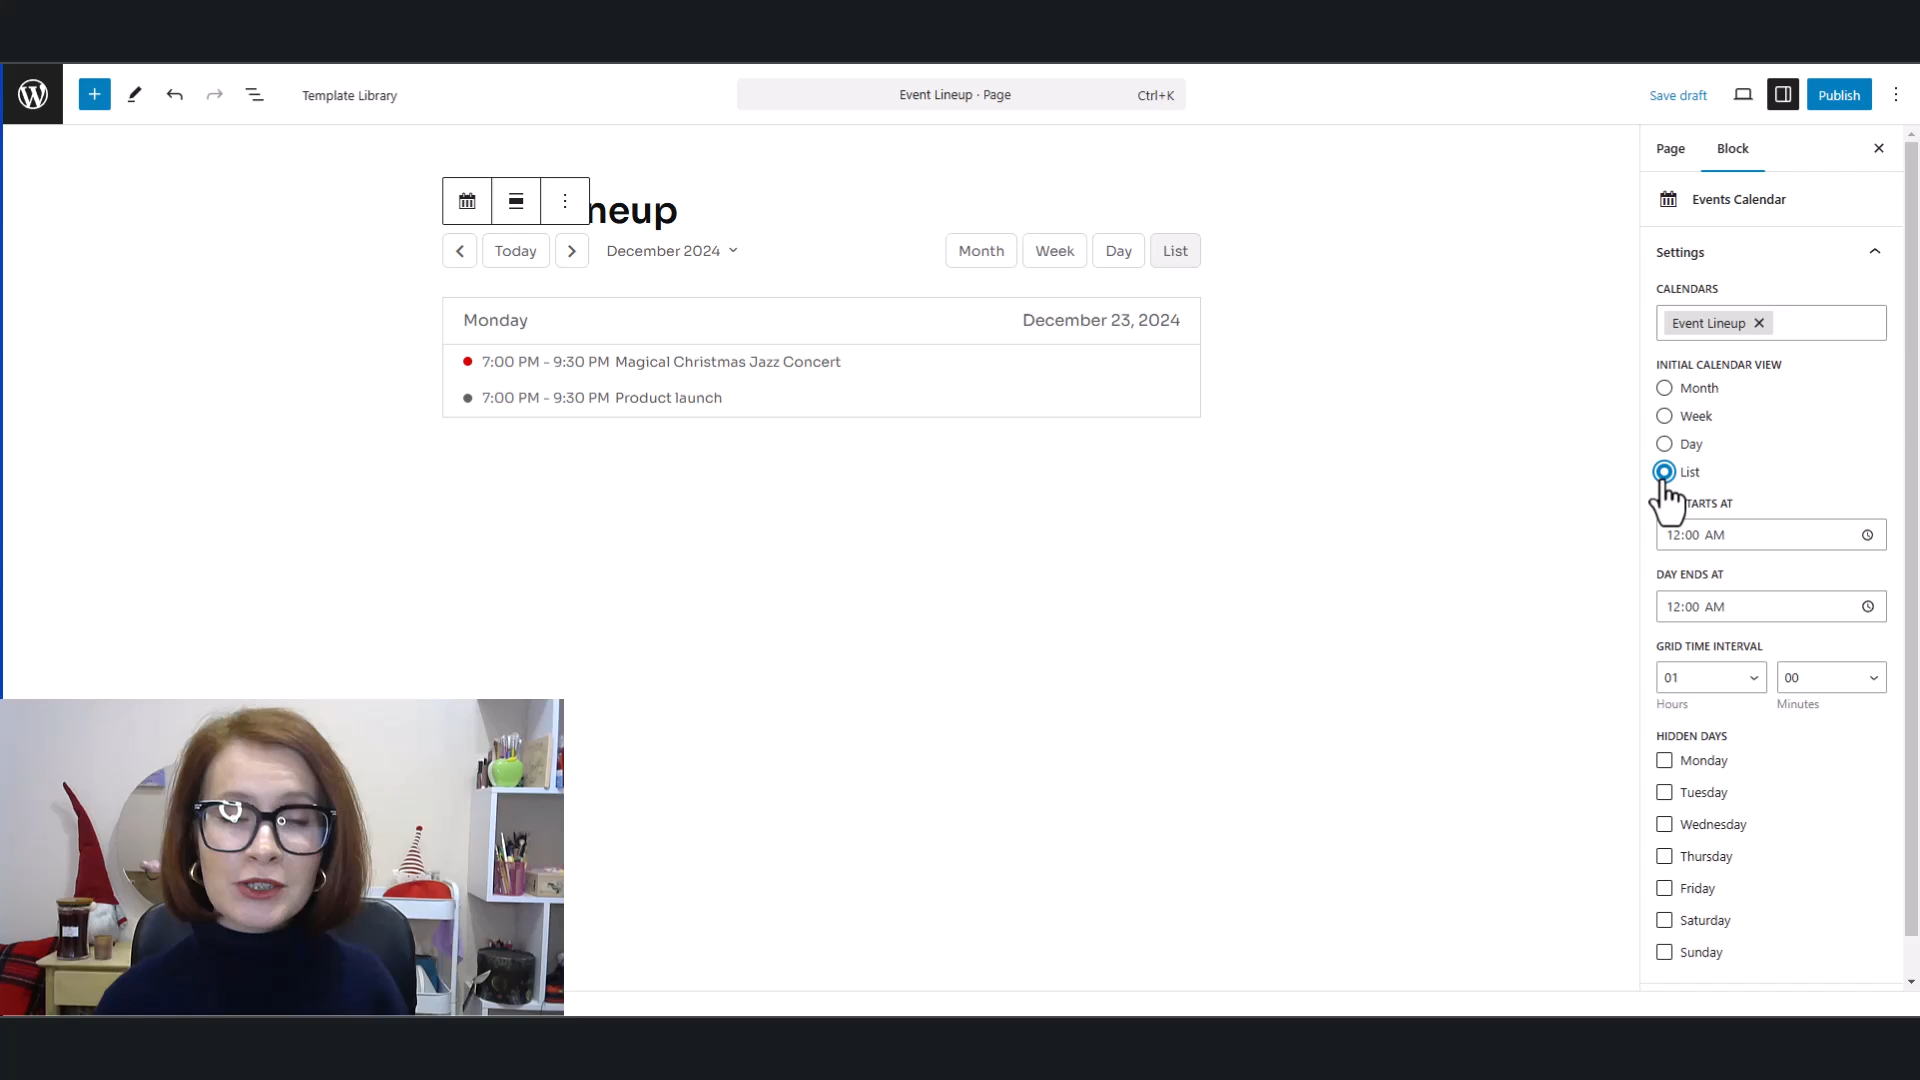 Template Library
Event Lineup · Page Ctrl+K
Save draft
Publish
Page Block
Events Calendar
neup
Today December 2024
Month Week Day List
Monday December 23, 2024
7:00 PM - 9:30 PM Magical Christmas Jazz Concert
7:00 PM - 9:30 PM Product launch
Settings
CALENDARS
Event Lineup
INITIAL CALENDAR VIEW
Month
Week
Day
List
TARTS AT
12:00 AM
DAY ENDS AT
12:00 AM
GRID TIME INTERVAL
01 00
Hours Minutes
HIDDEN DAYS
Monday
Tuesday
Wednesday
Thursday
Friday
Saturday
Sunday